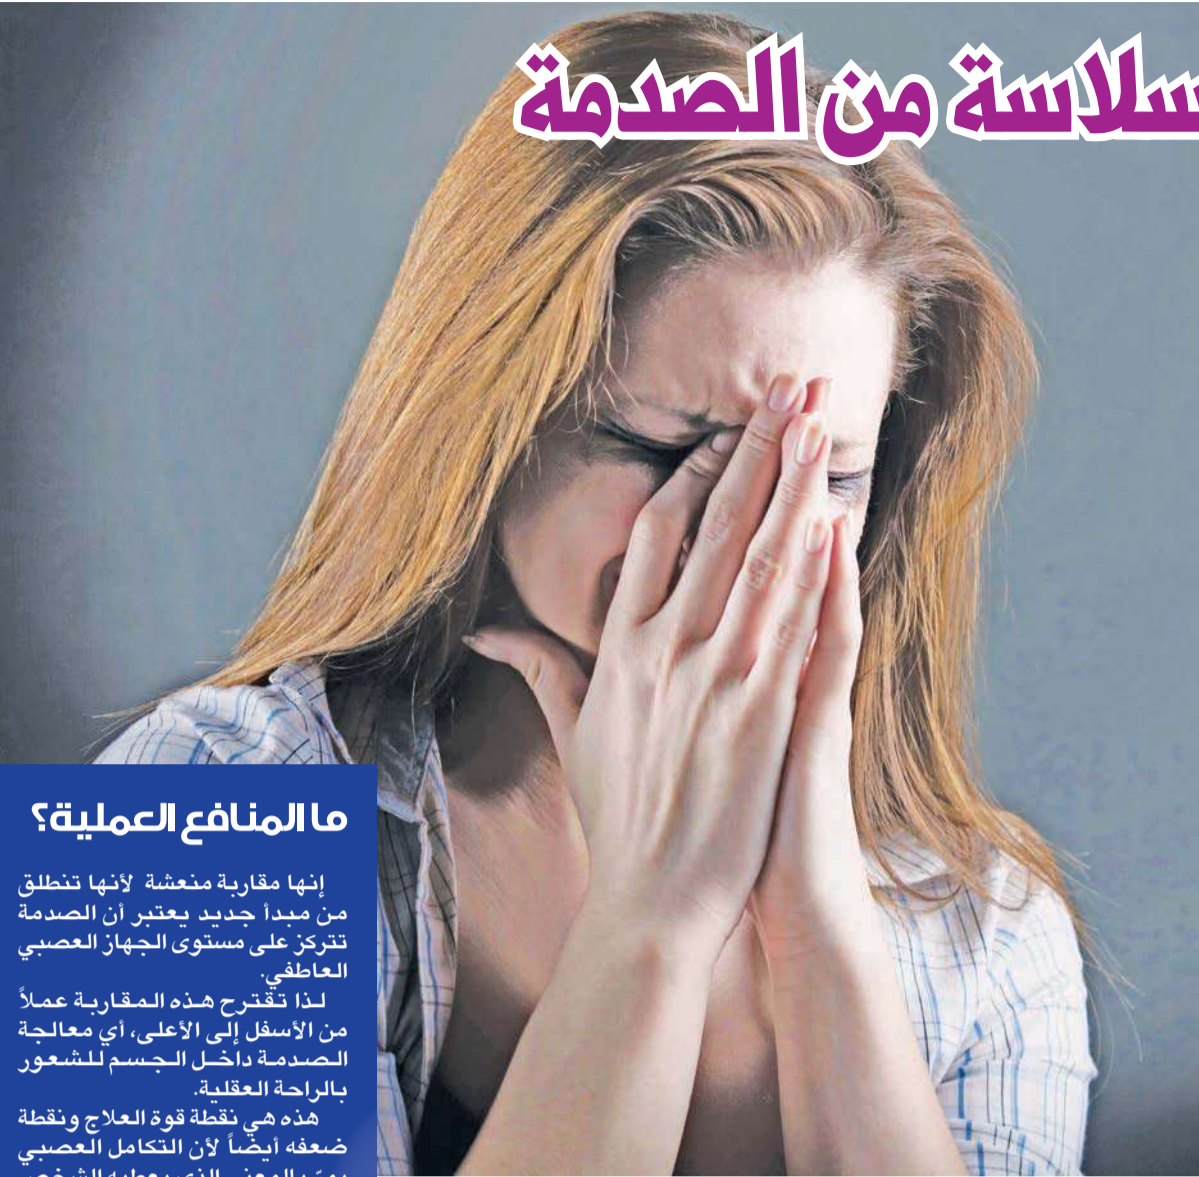 سلاسة من الصدمة
ما المنافع العملية؟
إنها مقاربة منعشة لأنها تنطلق
من مبدأ جديد يعتبر أن الصدمة
تتركز على مستوى الجهاز العصبي
العاطفي.
لذا تقترح هذه المقاربة عملاً
من الأسفل إلى الأعلى، أي معالجة
الصدمة داخل الجسم للشعور
بالراحة العقلية.
هذه هي نقطة قوة العلاج ونقطة
ضعفه أيضاً لأن التكامل العصبي